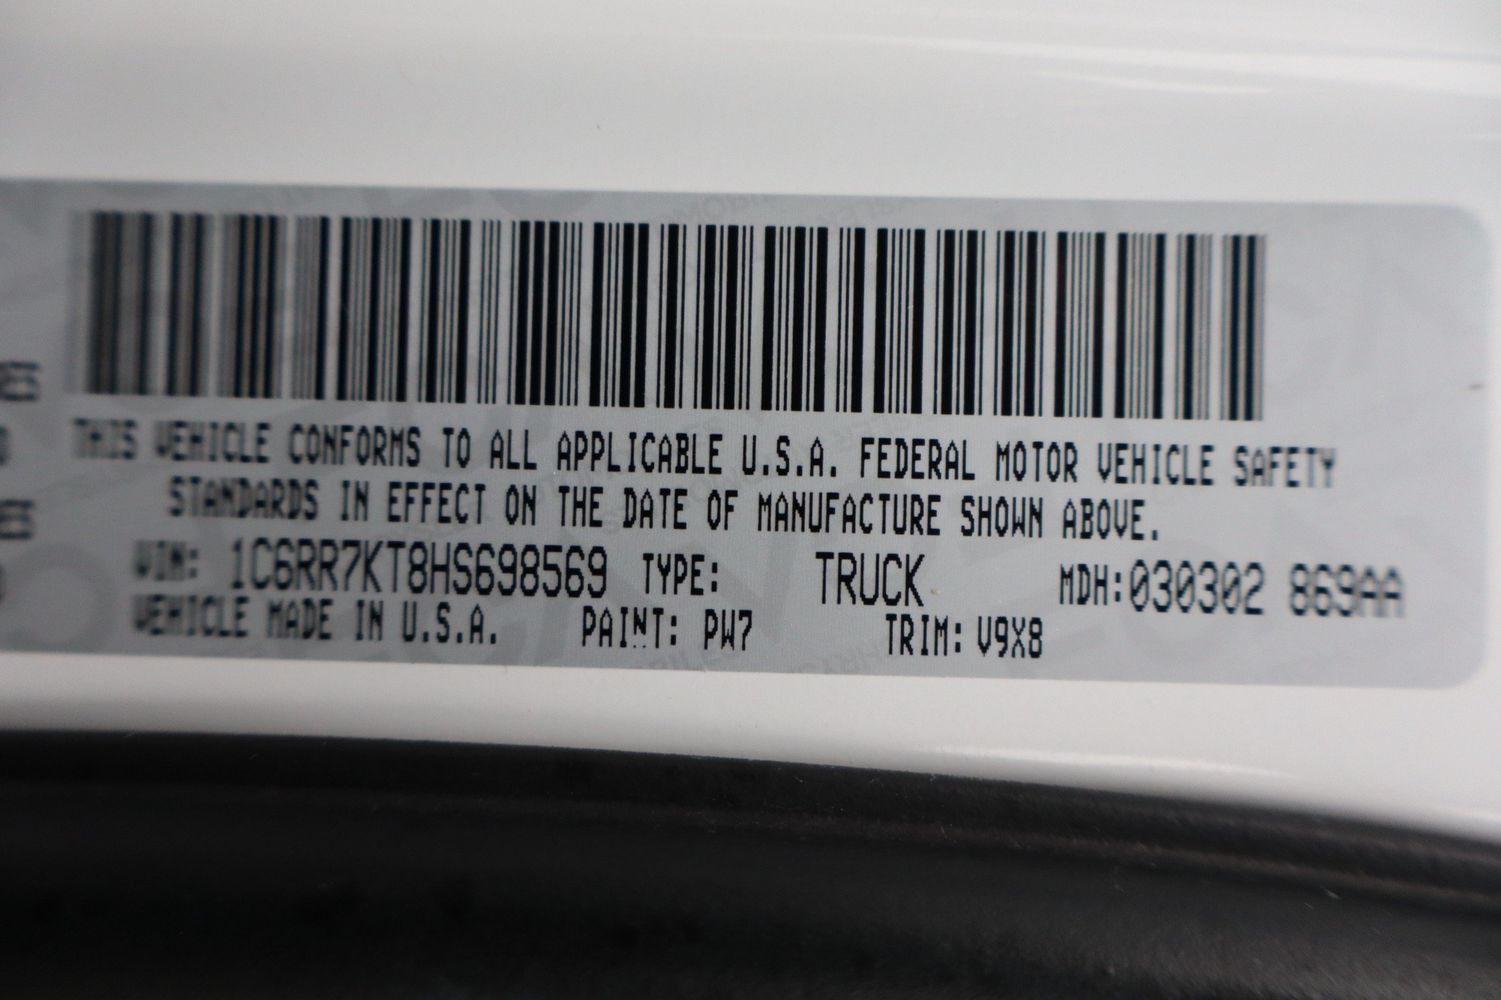 THIS VEHICLE CONFORMS TO ALL APPLICABLE U.S.A. FEDERAL MOTOR VEHICLE SAFETY
STANDARDS IN EFFECT ON THE DATE OF MANUFACTURE SHOWN ABOVE.
VIN: 1C6RR7KT8HS698569 TYPE: TRUCK MDH:030302 869AA
VEHICLE MADE IN U.S.A. PAINT: PW7 TRIM: V9X8